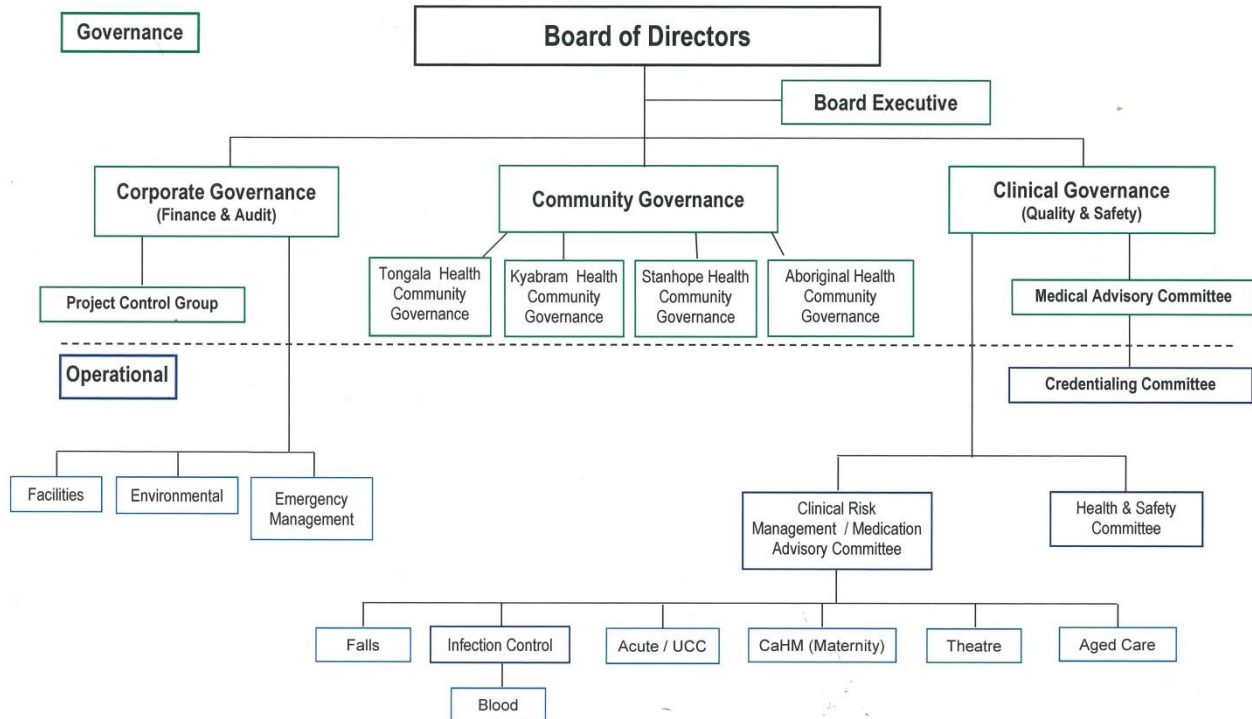 Governance
Board of Directors
Board Executive
Corporate Governance
(Finance & Audit)
Community Governance
Clinical Governance
(Quality & Safety)
Tongala Health
Community
Governance
Kyabram Health
Community
Governance
Stanhope Health
Community
Governance
Aboriginal Health
Community
Governance
Project Control Group
Medical Advisory Committee
Operational
Credentialing Committee
Facilities
Environmental
Emergency
Management
Clinical Risk
Management / Medication
Advisory Committee
Health & Safety
Committee
Falls
Infection Control
Acute / UCC
CaHM (Maternity)
Theatre
Aged Care
Blood